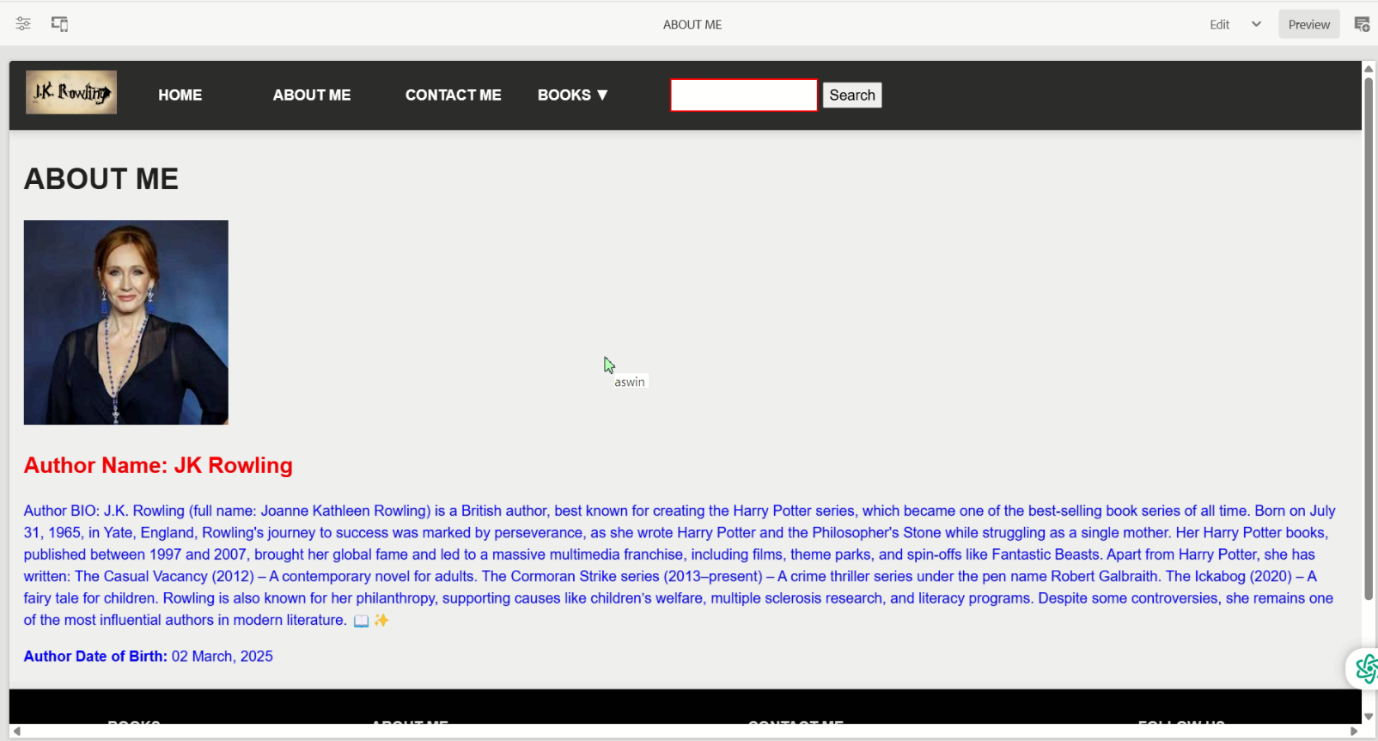 ABOUT ME
Edit
Preview
J.K. Rowling
HOME
ABOUT ME
CONTACT ME
BOOKS ▼
Search
ABOUT ME
aswin
Author Name: JK Rowling
Author BIO: J.K. Rowling (full name: Joanne Kathleen Rowling) is a British author, best known for creating the Harry Potter series, which became one of the best-selling book series of all time. Born on July
31, 1965, in Yate, England, Rowling's journey to success was marked by perseverance, as she wrote Harry Potter and the Philosopher's Stone while struggling as a single mother. Her Harry Potter books,
published between 1997 and 2007, brought her global fame and led to a massive multimedia franchise, including films, theme parks, and spin-offs like Fantastic Beasts. Apart from Harry Potter, she has
written: The Casual Vacancy (2012) – A contemporary novel for adults. The Cormoran Strike series (2013–present) – A crime thriller series under the pen name Robert Galbraith. The Ickabog (2020) – A
fairy tale for children. Rowling is also known for her philanthropy, supporting causes like children's welfare, multiple sclerosis research, and literacy programs. Despite some controversies, she remains one
of the most influential authors in modern literature. 📖 ✨
Author Date of Birth: 02 March, 2025
BOOKS
ABOUT ME
CONTACT ME
FOLLOW US